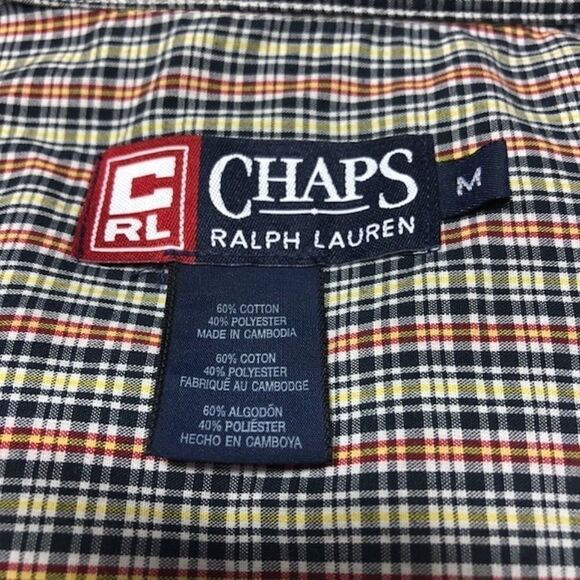 C
RL
CHAPS
RALPH LAUREN
M
60% COTTON
40% POLYESTER
MADE IN CAMBODIA
60% COTON
40% POLYESTER
FABRIQUÉ AU CAMBODGE
60% ALGODÓN
40% POLIÉSTER
HECHO EN CAMBOYA